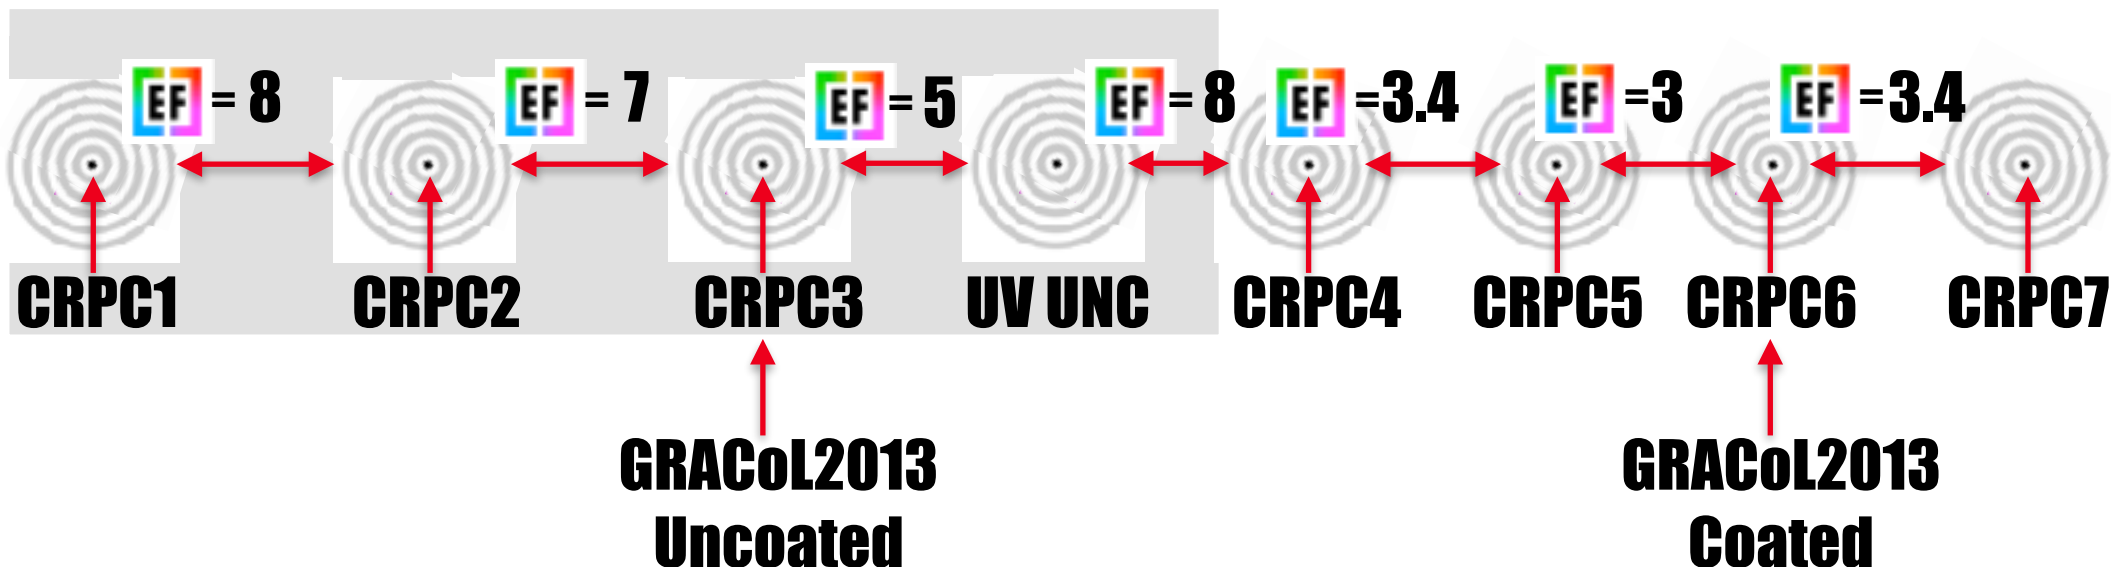 EF = 8 EF = 7 EF = 5 EF = 8 EF =3.4 EF =3 EF =3.4
CRPC1 CRPC2 CRPC3 UV UNC CRPC4 CRPC5 CRPC6 CRPC7
GRACoL2013 GRACoL2013
Uncoated Coated